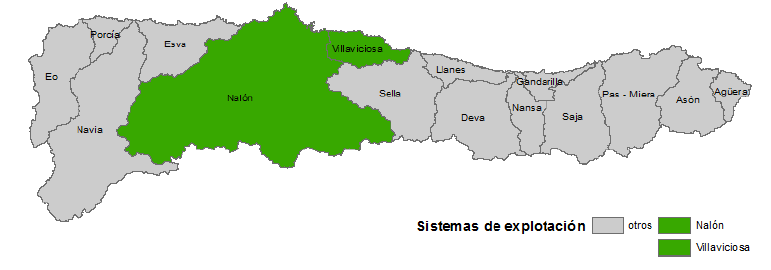 Porcía
Esva
Villaviciosa
Eo
Llanes
Gandarilla
Sella
Nalón
Agüera
Pas - Miera
Asón
Nansa
Deva
Saja
Navia
Sistemas de explotación otros Nalón
Villaviciosa